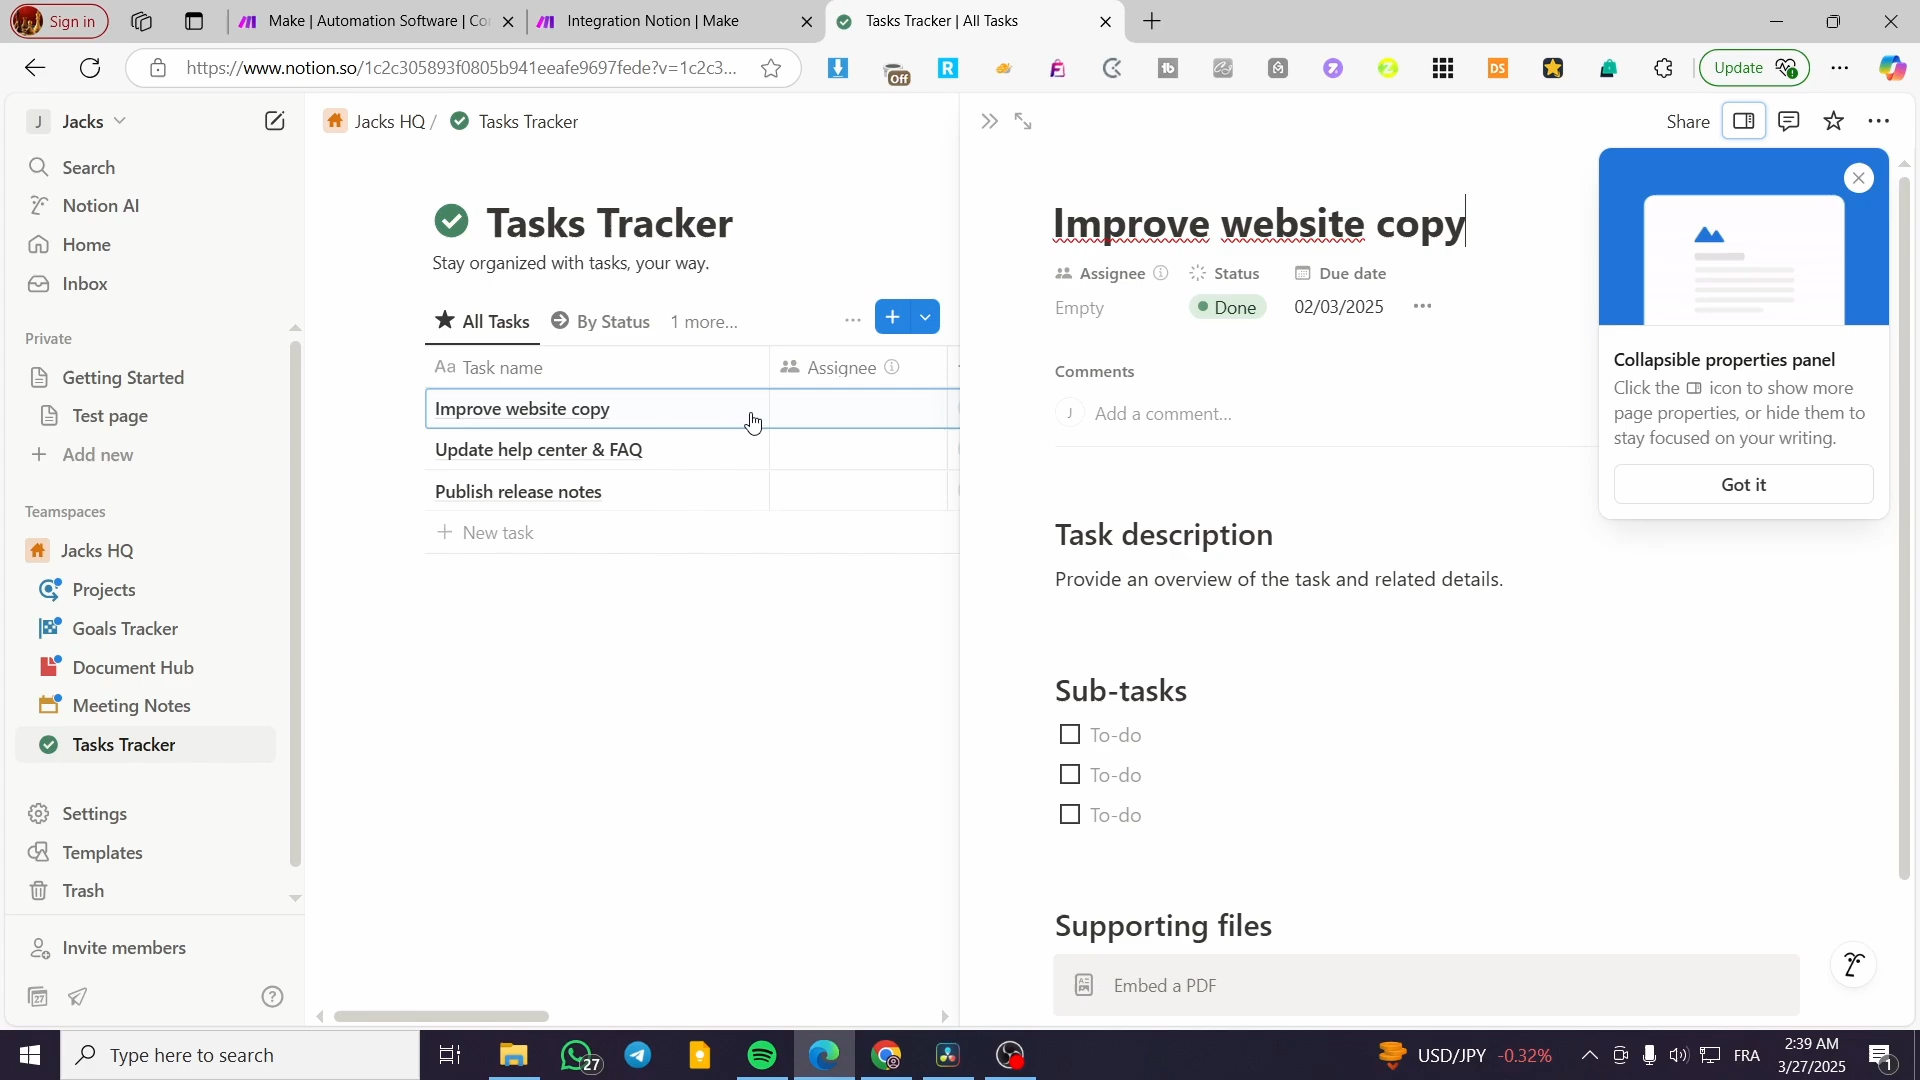 Sign in
Make | Automation Software | Co
Integration Notion | Make
Tasks Tracker | All Tasks
https://www.notion.so/1c2c305893f0805b941eeafe9697fede?v=1c2c3...
Off
R
tb
DS
Update
J Jacks
Jacks HQ / Tasks Tracker
Share
Search
Notion AI
Home
Inbox
Private
Getting Started
Test page
Add new
Teamspaces
Jacks HQ
Projects
Goals Tracker
Document Hub
Meeting Notes
Tasks Tracker
Settings
Templates
Trash
Invite members
27
Tasks Tracker
Stay organized with tasks, your way.
All Tasks By Status 1 more...
Aa Task name Assignee
Improve website copy
Update help center & FAQ
Publish release notes
New task
Improve website copy
Assignee Status Due date
Empty Done 02/03/2025
Comments
J Add a comment...
Task description
Provide an overview of the task and related details.
Sub-tasks
To-do
To-do
To-do
Supporting files
Embed a PDF
Collapsible properties panel
Click the icon to show more
page properties, or hide them to
stay focused on your writing.
Got it
Type here to search
27
USD/JPY -0.32%
FRA
2:39 AM
3/27/2025
1